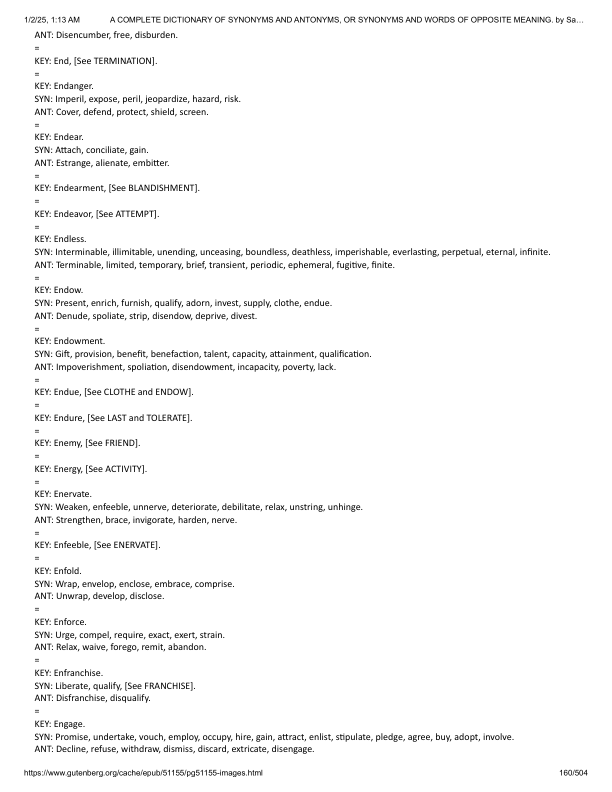 1/2/25, 1:13 AM A COMPLETE DICTIONARY OF SYNONYMS AND ANTONYMS, OR SYNONYMS AND WORDS OF OPPOSITE MEANING. by Sa...
ANT: Disencumber, free, disburden.
=
KEY: End, [See TERMINATION].
=
KEY: Endanger.
SYN: Imperil, expose, peril, jeopardize, hazard, risk.
ANT: Cover, defend, protect, shield, screen.
=
KEY: Endear.
SYN: Attach, conciliate, gain.
ANT: Estrange, alienate, embitter.
=
KEY: Endearment, [See BLANDISHMENT].
=
KEY: Endeavor, [See ATTEMPT].
=
KEY: Endless.
SYN: Interminable, illimitable, unending, unceasing, boundless, deathless, imperishable, everlasting, perpetual, eternal, infinite.
ANT: Terminable, limited, temporary, brief, transient, periodic, ephemeral, fugitive, finite.
=
KEY: Endow.
SYN: Present, enrich, furnish, qualify, adorn, invest, supply, clothe, endue.
ANT: Denude, spoliate, strip, disendow, deprive, divest.
=
KEY: Endowment.
SYN: Gift, provision, benefit, benefaction, talent, capacity, attainment, qualification.
ANT: Impoverishment, spoliation, disendowment, incapacity, poverty, lack.
=
KEY: Endue, [See CLOTHE and ENDOW].
=
KEY: Endure, [See LAST and TOLERATE].
=
KEY: Enemy, [See FRIEND].
=
KEY: Energy, [See ACTIVITY].
=
KEY: Enervate.
SYN: Weaken, enfeeble, unnerve, deteriorate, debilitate, relax, unstring, unhinge.
ANT: Strengthen, brace, invigorate, harden, nerve.
=
KEY: Enfeeble, [See ENERVATE].
=
KEY: Enfold.
SYN: Wrap, envelop, enclose, embrace, comprise.
ANT: Unwrap, develop, disclose.
=
KEY: Enforce.
SYN: Urge, compel, require, exact, exert, strain.
ANT: Relax, waive, forego, remit, abandon.
=
KEY: Enfranchise.
SYN: Liberate, qualify, [See FRANCHISE].
ANT: Disfranchise, disqualify.
=
KEY: Engage.
SYN: Promise, undertake, vouch, employ, occupy, hire, gain, attract, enlist, stipulate, pledge, agree, buy, adopt, involve.
ANT: Decline, refuse, withdraw, dismiss, discard, extricate, disengage.
https://www.gutenberg.org/cache/epub/51155/pg51155-images.html 160/504